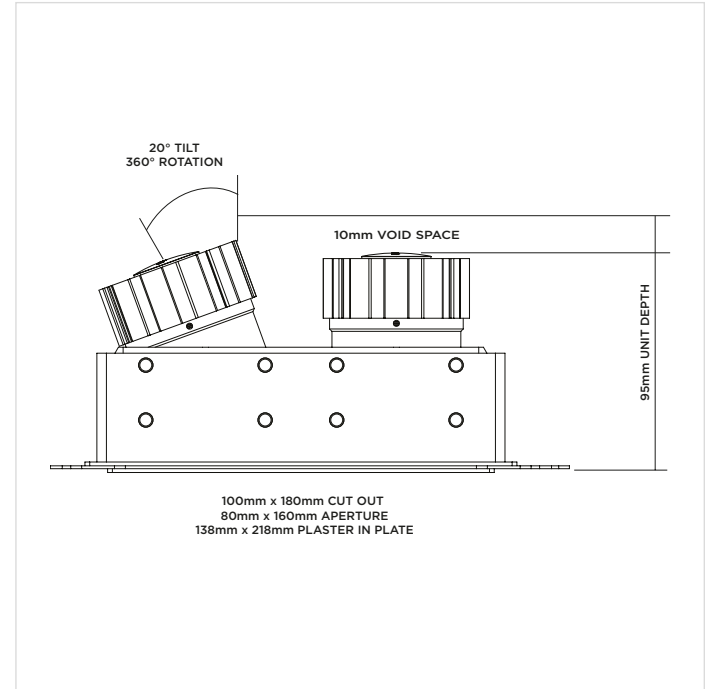 20° TILT
360° ROTATION
10mm VOID SPACE
95mm UNIT DEPTH
100mm x 180mm CUT OUT
80mm x 160mm APERTURE
138mm x 218mm PLASTER IN PLATE